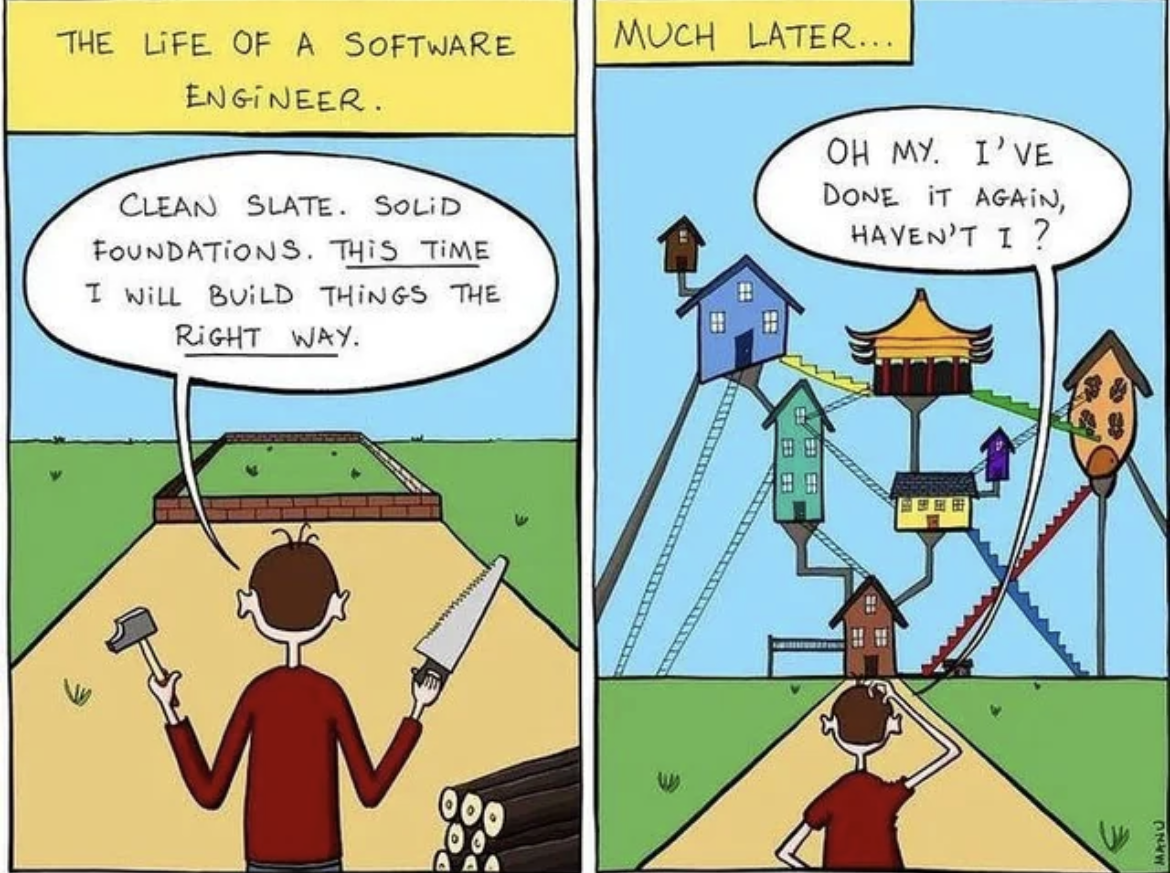 THE LiFE OF A SOFTWARE
ENGiNEER.
CLEAN SLATE. SOLiD
FOUNDATiONS. THiS TiME
I WiLL BUiLD THiNGS THE
RiGHT WAY.
MUCH LATER...
OH MY. I'VE
DONE iT AGAiN,
HAVEN'T I?
MANU